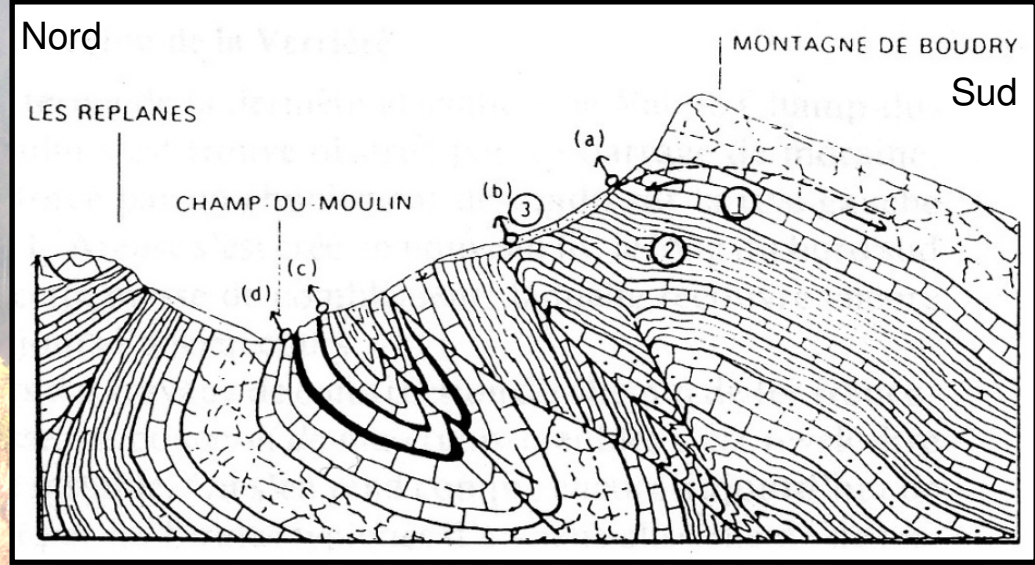 Nord
MONTAGNE DE BOUDRY
Sud
LES REPLANES
(a)
CHAMP-DU-MOULIN
(b)
3
1
2
(c)
(d)